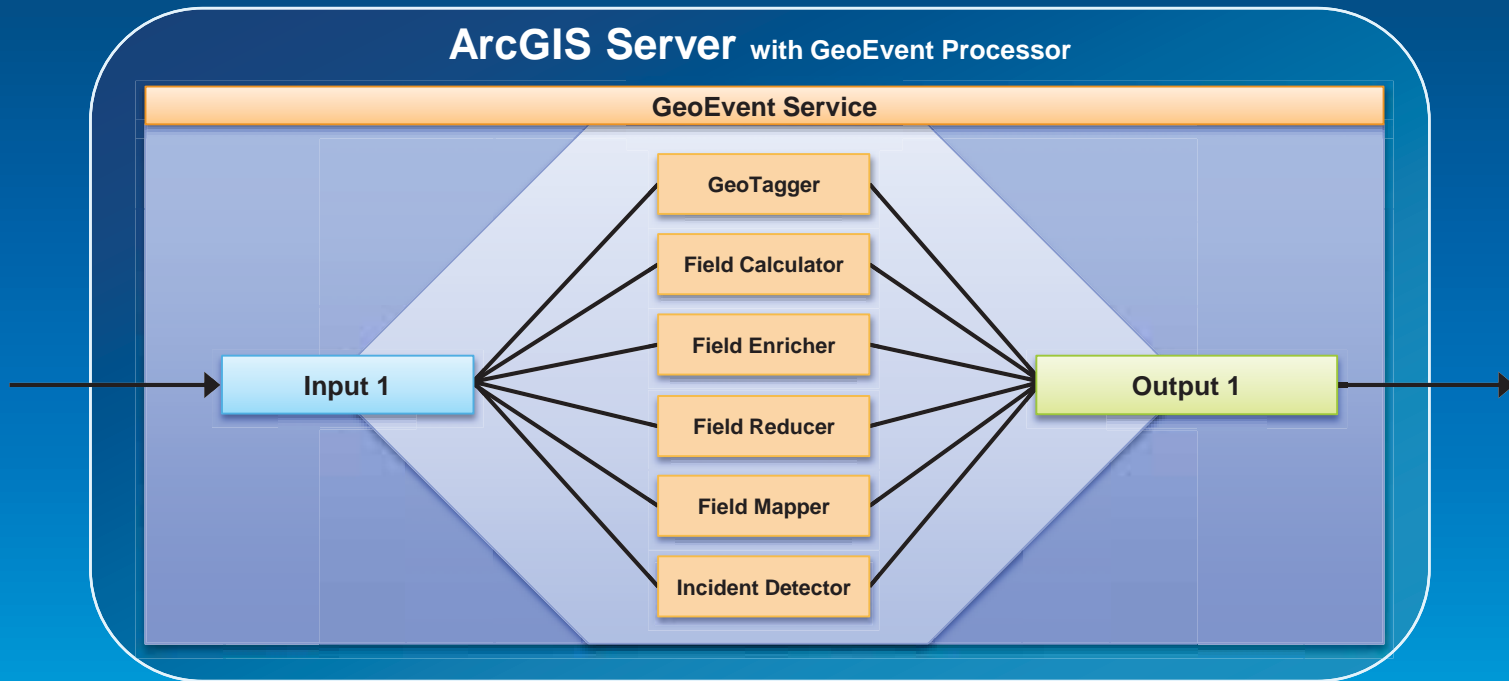 ArcGIS Server with GeoEvent Processor
GeoEvent Service
GeoTagger
Field Calculator
Field Enricher
Input 1
Output 1
Field Reducer
Field Mapper
Incident Detector